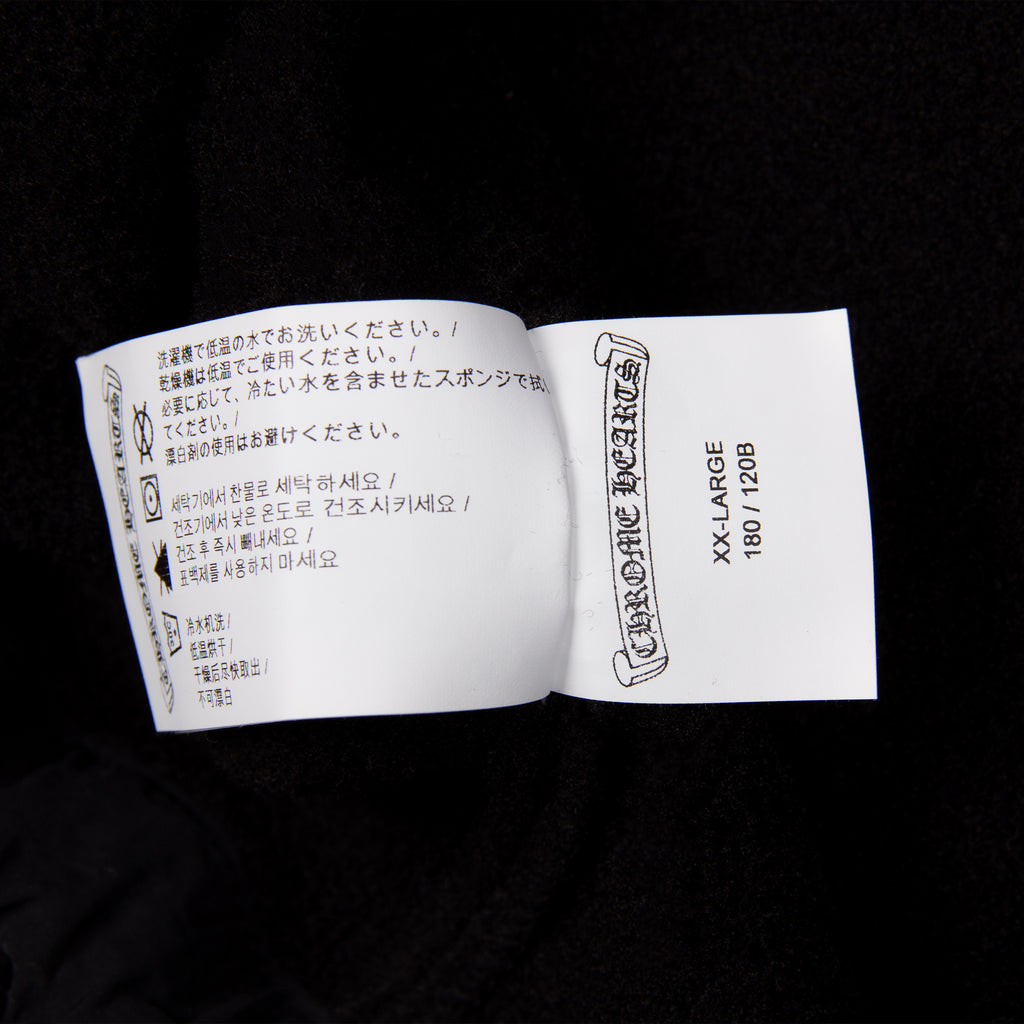 洗濯機で低温の水でお洗いください。/
乾燥機は低温でご使用ください。/
必要に応じて、冷たい水を含ませたスポンジで拭い
てください。/
漂白剤の使用はお避けください。
세탁기에서 찬물로 세탁 하세요 /
건조기에서 낮은 온도로 건조시키세요 /
건조 후 즉시 빼내세요 /
표백제를 사용하지 마세요
冷水机洗 /
低温烘干 /
干燥后尽快取出 /
不可漂白
CHROME HEARTS
XX-LARGE
180 / 120B